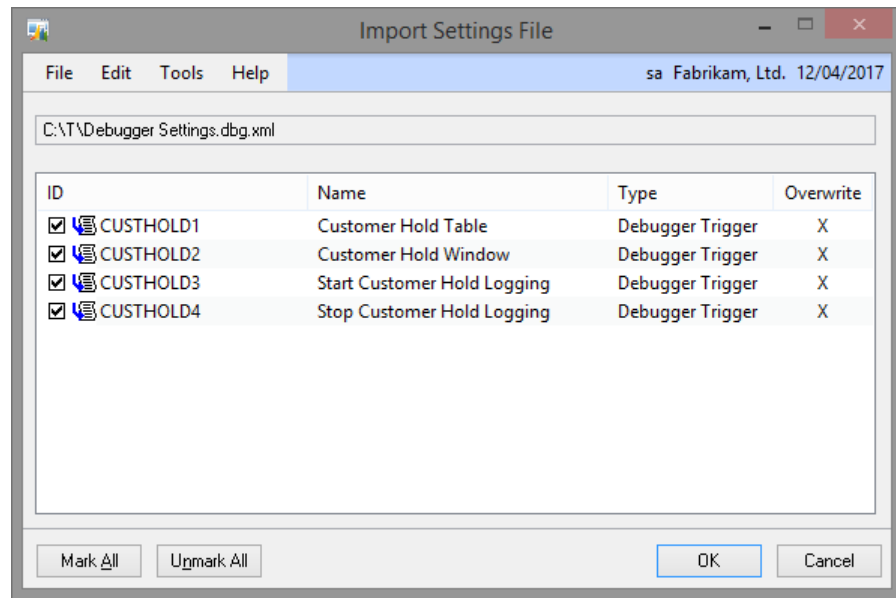 Import Settings File
File Edit Tools Help sa Fabrikam, Ltd. 12/04/2017
C:\T\Debugger Settings.dbg.xml
ID Name Type Overwrite
CUSTHOLD1 Customer Hold Table Debugger Trigger X
CUSTHOLD2 Customer Hold Window Debugger Trigger X
CUSTHOLD3 Start Customer Hold Logging Debugger Trigger X
CUSTHOLD4 Stop Customer Hold Logging Debugger Trigger X
Mark All Unmark All OK Cancel